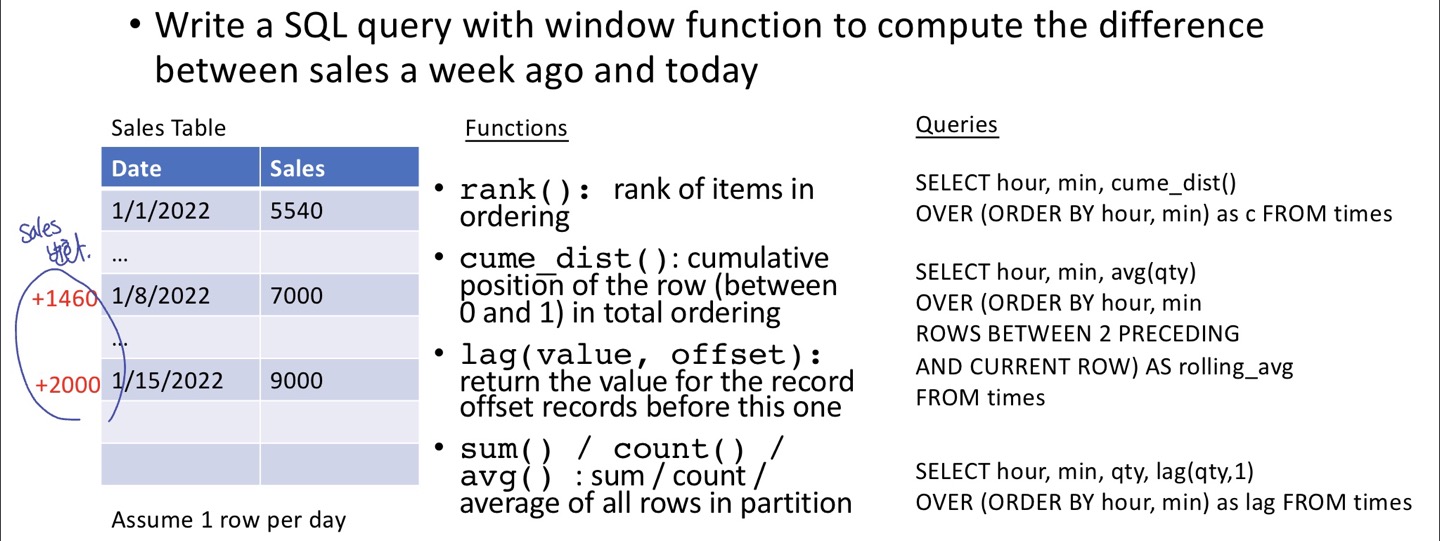 • Write a SQL query with window function to compute the difference
between sales a week ago and today
Sales Table
Date Sales
1/1/2022 5540
...
1/8/2022 7000
...
1/15/2022 9000
Assume 1 row per day
sales
+1460
+2000
Functions
• rank(): rank of items in
ordering
• cume_dist(): cumulative
position of the row (between
0 and 1) in total ordering
• lag(value, offset):
return the value for the record
offset records before this one
• sum() / count() /
avg() : sum / count /
average of all rows in partition
Queries
SELECT hour, min, cume_dist()
OVER (ORDER BY hour, min) as c FROM times
SELECT hour, min, avg(qty)
OVER (ORDER BY hour, min
ROWS BETWEEN 2 PRECEDING
AND CURRENT ROW) AS rolling_avg
FROM times
SELECT hour, min, qty, lag(qty,1)
OVER (ORDER BY hour, min) as lag FROM times